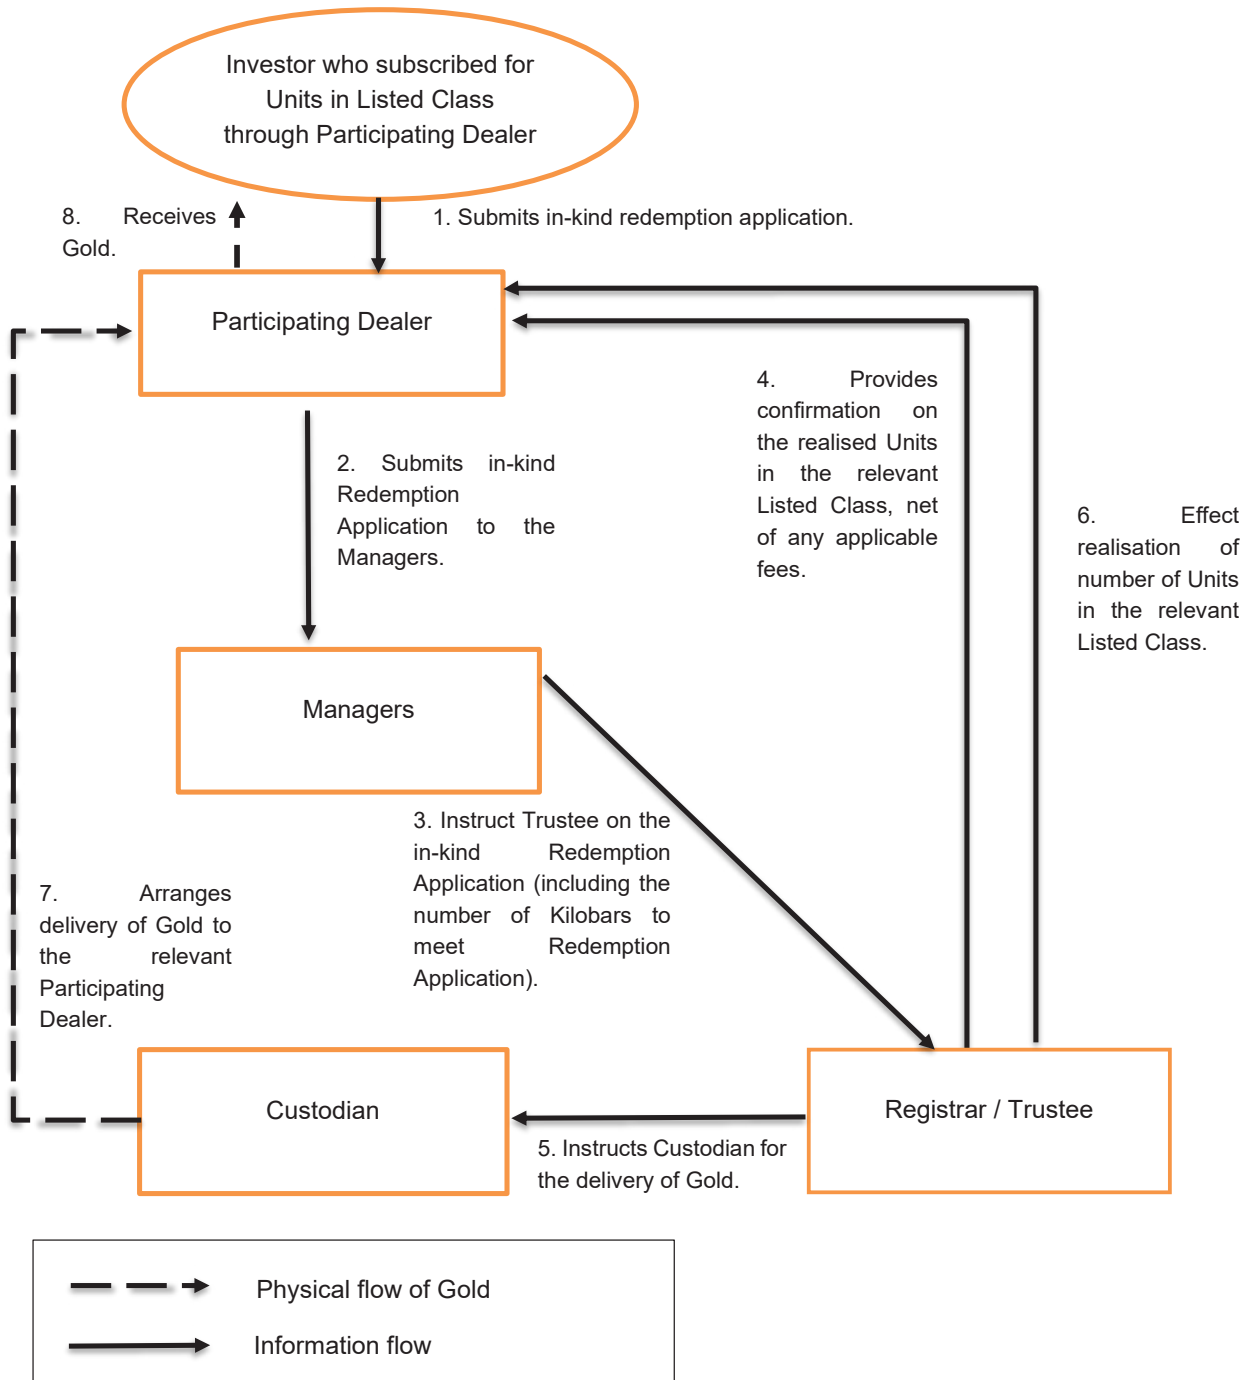 Investor who subscribed for
Units in Listed Class
through Participating Dealer
8. Receives
Gold.
1. Submits in-kind redemption application.
Participating Dealer
4. Provides
confirmation on
the realised Units
in the relevant
Listed Class, net
of any applicable
fees.
6. Effect
realisation of
number of Units
in the relevant
Listed Class.
2. Submits in-kind
Redemption
Application to the
Managers.
Managers
3. Instruct Trustee on the
in-kind Redemption
Application (including the
number of Kilobars to
meet Redemption
Application).
7. Arranges
delivery of Gold to
the relevant
Participating
Dealer.
Custodian
Registrar / Trustee
5. Instructs Custodian for
the delivery of Gold.
Physical flow of Gold
Information flow